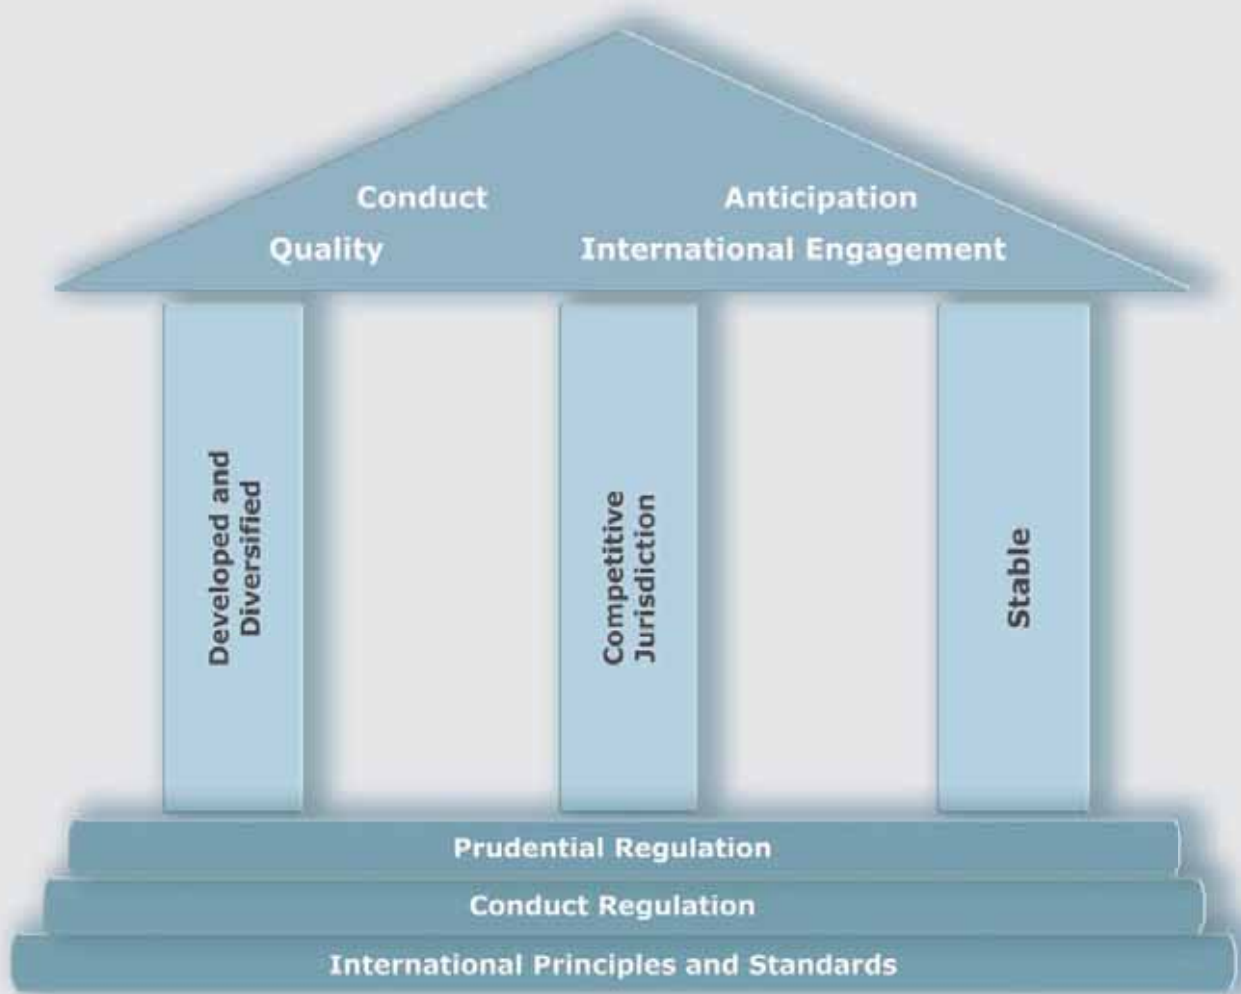 Conduct
Anticipation
Quality
International Engagement
Developed and
Diversified
Competitive
Jurisdiction
Stable
Prudential Regulation
Conduct Regulation
International Principles and Standards